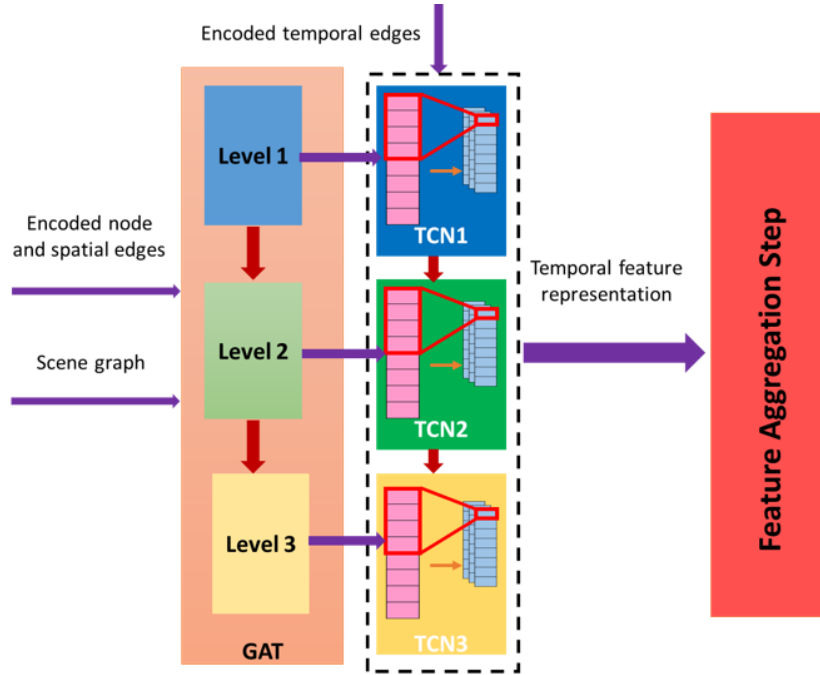 Encoded temporal edges
Level 1
TCN1
Encoded node
and spatial edges
Temporal feature
representation
Level 2
TCN2
Scene graph
Level 3
TCN3
GAT
Feature Aggregation Step